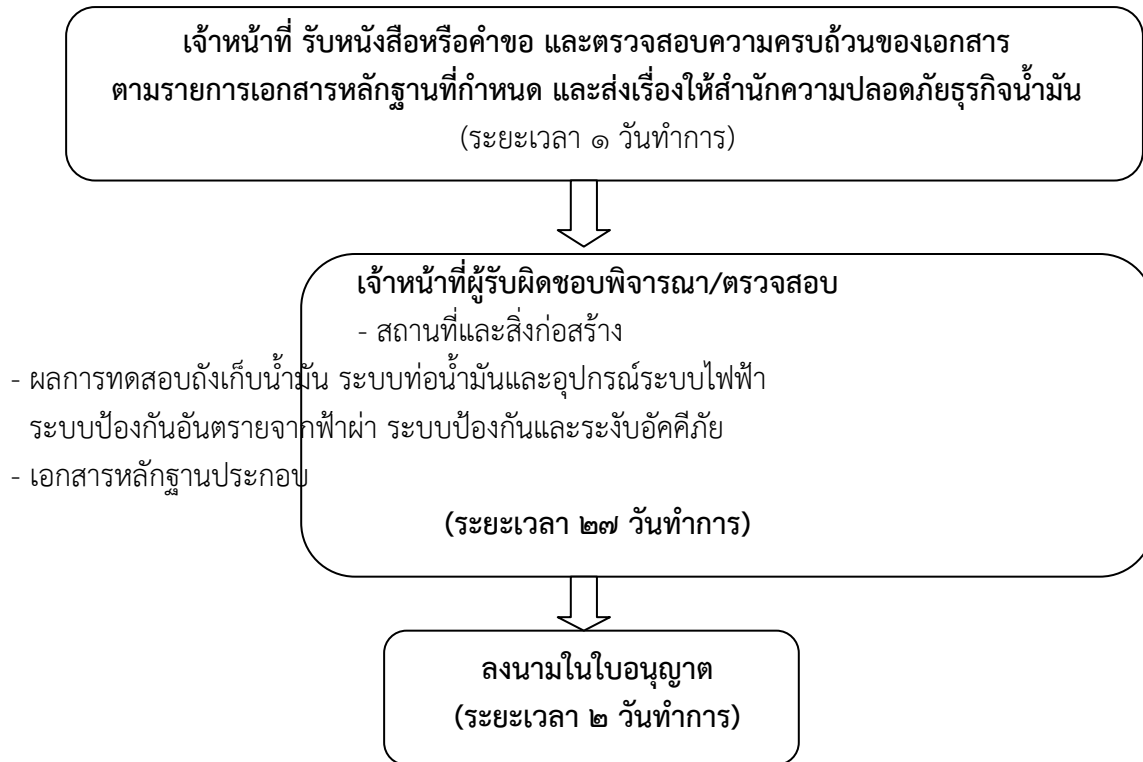 เจ้าหน้าที่ รับหนังสือหรือคำขอ และตรวจสอบความครบถ้วนของเอกสาร
ตามรายการเอกสารหลักฐานที่กำหนด และส่งเรื่องให้สำนักความปลอดภัยธุรกิจน้ำมัน
(ระยะเวลา ๑ วันทำการ)
เจ้าหน้าที่ผู้รับผิดชอบพิจารณา/ตรวจสอบ
- สถานที่และสิ่งก่อสร้าง
- ผลการทดสอบถังเก็บน้ำมัน ระบบท่อน้ำมันและอุปกรณ์ระบบไฟฟ้า
ระบบป้องกันอันตรายจากฟ้าผ่า ระบบป้องกันและระงับอัคคีภัย
- เอกสารหลักฐานประกอบ
(ระยะเวลา ๒๗ วันทำการ)
ลงนามในใบอนุญาต
(ระยะเวลา ๒ วันทำการ)